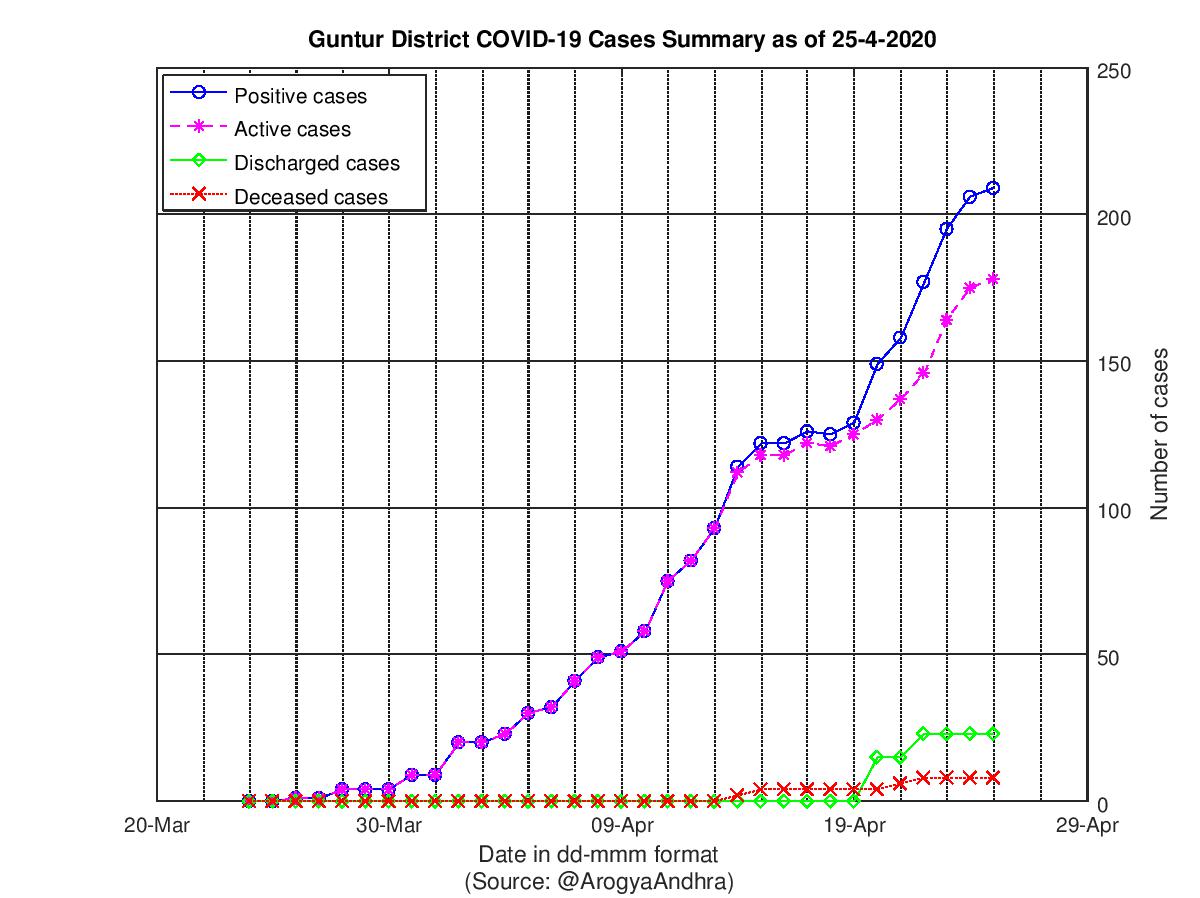 Guntur District COVID-19 Cases Summary as of 25-4-2020
Positive cases
Active cases
Discharged cases
Deceased cases
250
200
150
100
50
0
Number of cases
20-Mar 30-Mar 09-Apr 19-Apr 29-Apr
Date in dd-mmm format
(Source: @ArogyaAndhra)